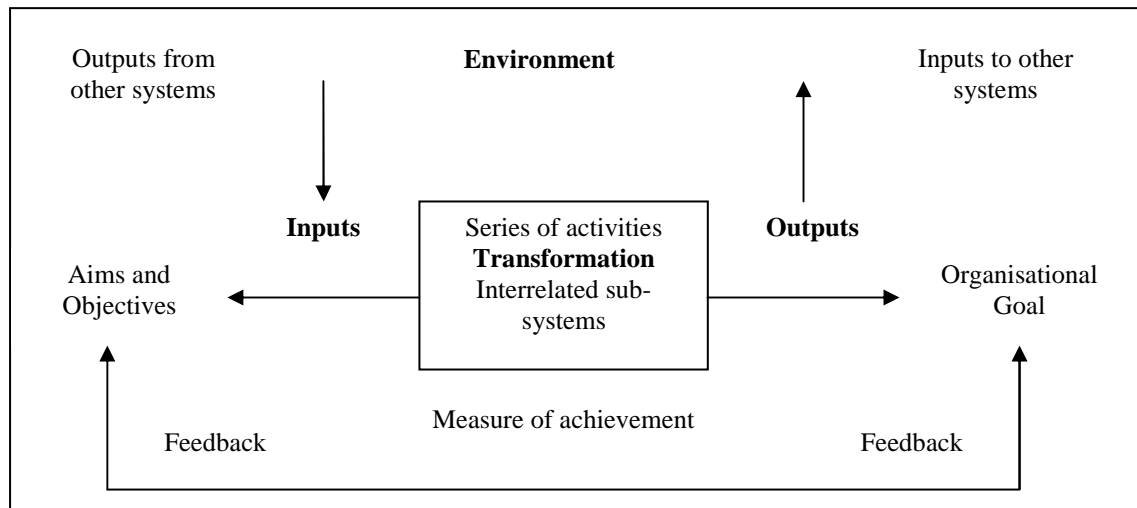 Outputs from
other systems
Environment
Inputs to other
systems
Inputs
Series of activities
Transformation
Interrelated sub-
systems
Outputs
Aims and
Objectives
Organisational
Goal
Measure of achievement
Feedback
Feedback